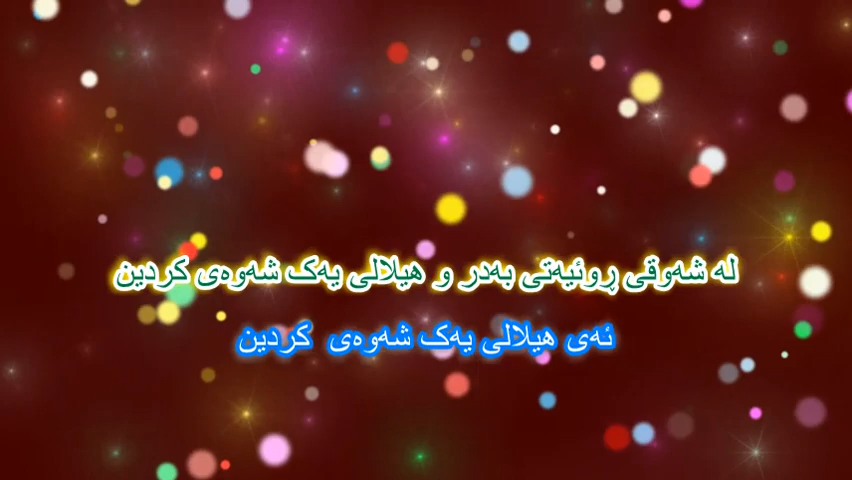 لە شەوقی ڕوئیەتی بەدر و هیلالی یەک شەوەی کردین
ئەی هیلالی یەک شەوەی کردین